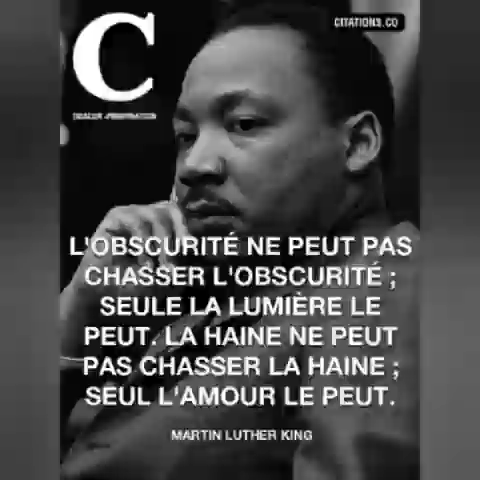 C
CITATIONS.CO
L'OBSCURITÉ NE PEUT PAS
CHASSER L'OBSCURITÉ ;
SEULE LA LUMIÈRE LE
PEUT. LA HAINE NE PEUT
PAS CHASSER LA HAINE ;
SEUL L'AMOUR LE PEUT.
MARTIN LUTHER KING